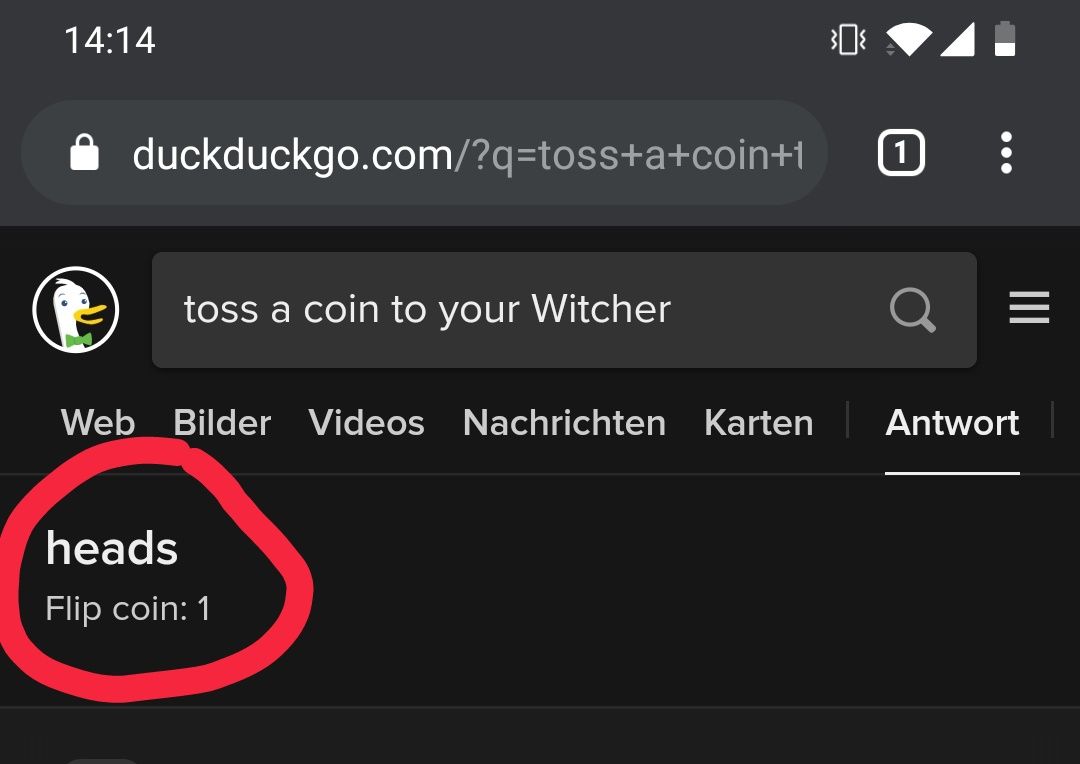 14:14
duckduckgo.com/?q=toss+a+coin+t
1
toss a coin to your Witcher
Web Bilder Videos Nachrichten Karten Antwort
heads
Flip coin: 1